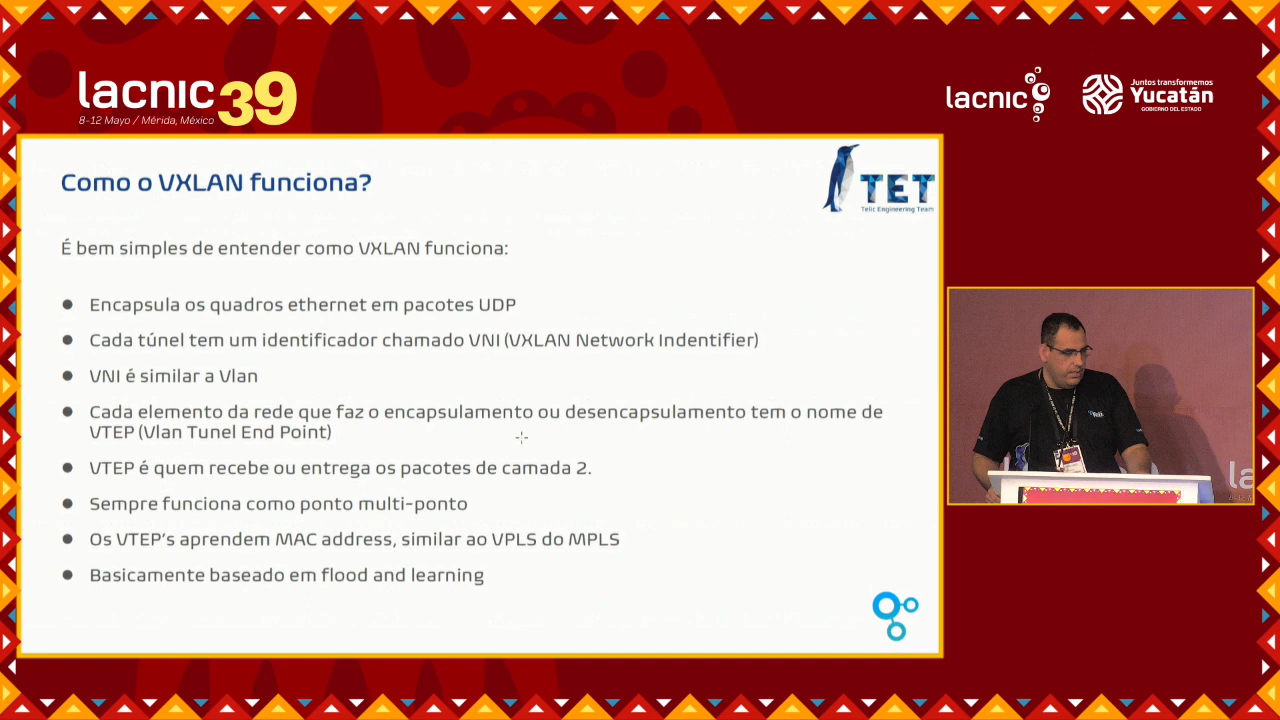 lacnic 39
8-12 Mayo / Mérida, México
lacnic
Juntos transformemos
Yucatán
GOBIERNO DEL ESTADO
Como o VXLAN funciona?
TET
Telic Engineering Team
É bem simples de entender como VXLAN funciona:
● Encapsula os quadros ethernet em pacotes UDP
● Cada túnel tem um identificador chamado VNI (VXLAN Network Indentifier)
● VNI é similar a Vlan
● Cada elemento da rede que faz o encapsulamento ou desencapsulamento tem o nome de
VTEP (Vlan Tunel End Point)
● VTEP é quem recebe ou entrega os pacotes de camada 2.
● Sempre funciona como ponto multi-ponto
● Os VTEP's aprendem MAC address, similar ao VPLS do MPLS
● Basicamente baseado em flood and learning